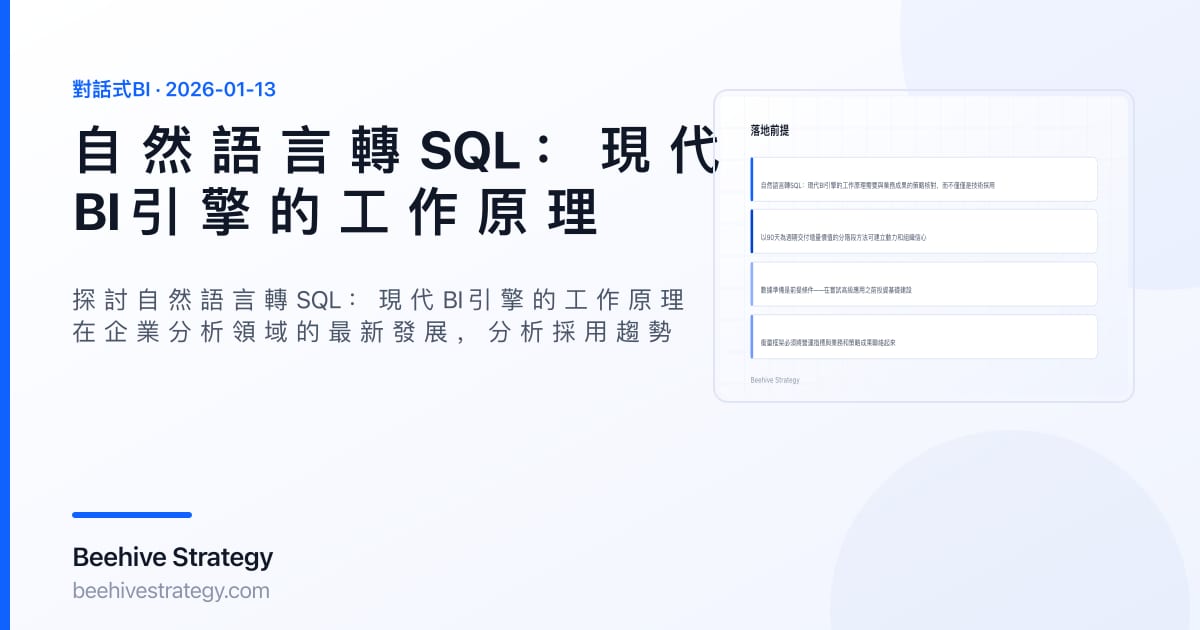 對話式BI · 2026-01-13
自然語言轉SQL：現代
BI引擎的工作原理
探討自然語言轉SQL：現代BI引擎的工作原理
在企業分析領域的最新發展，分析採用趨勢
落地前提
自然語言轉SQL：現代BI引擎的工作原理需要與業務成果的策略核對，而不僅僅是技術採用
以90天為週期交付增量價值的分階段方法可建立動力和組織信心
數據準備是前提條件——在嘗試高級應用之前投資基礎建設
衡量框架必須將營運指標與業務和策略成果聯絡起來
Beehive Strategy
Beehive Strategy
beehivestrategy.com